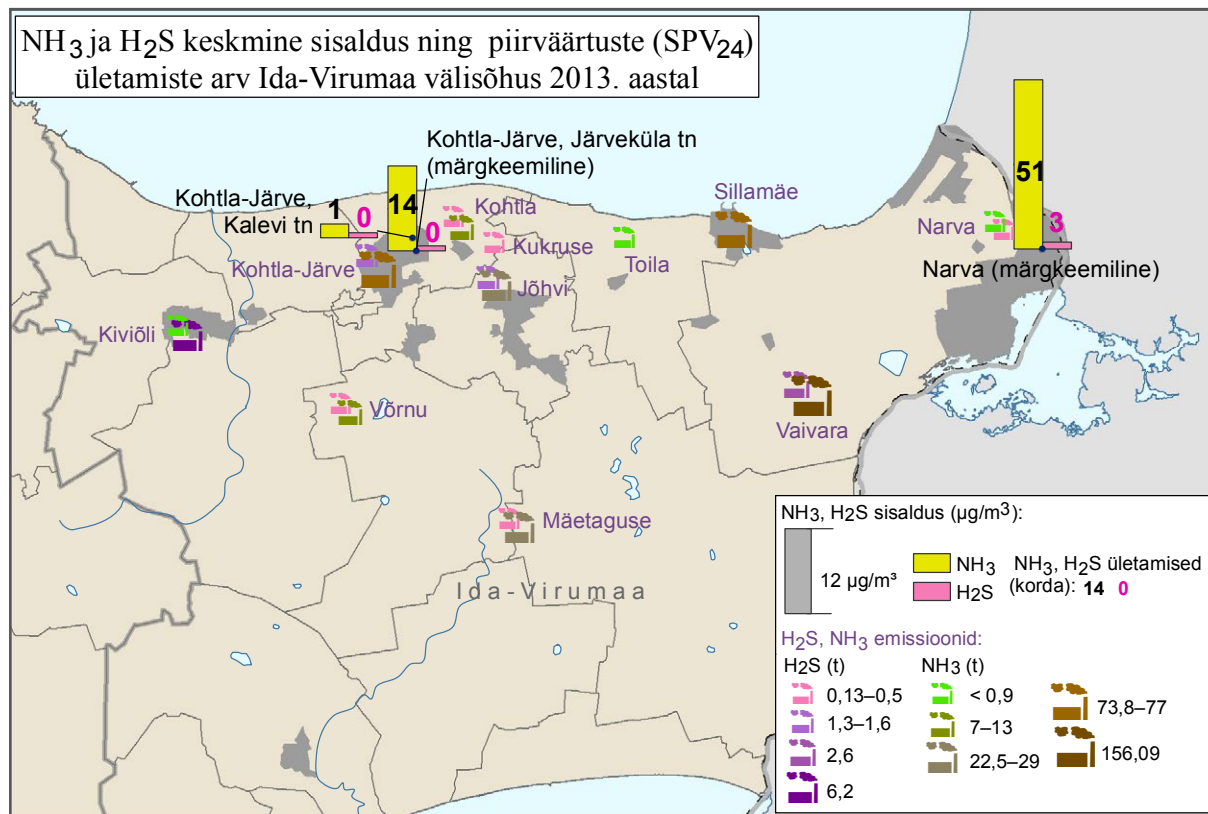 NH3 ja H2S keskmine sisaldus ning piirväärtuste (SPV24)
ületamiste arv Ida-Virumaa välisõhus 2013. aastal
Kohtla-Järve, Järveküla tn
(märgkeemiline)
Kohtla-Järve,
Kalevi tn
1
0
14
0
51
3
Kohtla
Kukruse
Sillamäe
Narva
Toila
Narva (märgkeemiline)
Kohtla-Järve
Jõhvi
Kiviõli
Võrnu
Vaivara
Mäetaguse
Ida-Virumaa
NH3, H2S sisaldus (µg/m³):
12 µg/m³
NH3
H2S
NH3, H2S ületamised
(korda): 14 0
H2S, NH3 emissioonid:
H2S (t)
0,13–0,5
1,3–1,6
2,6
6,2
NH3 (t)
< 0,9
7–13
22,5–29
73,8–77
156,09